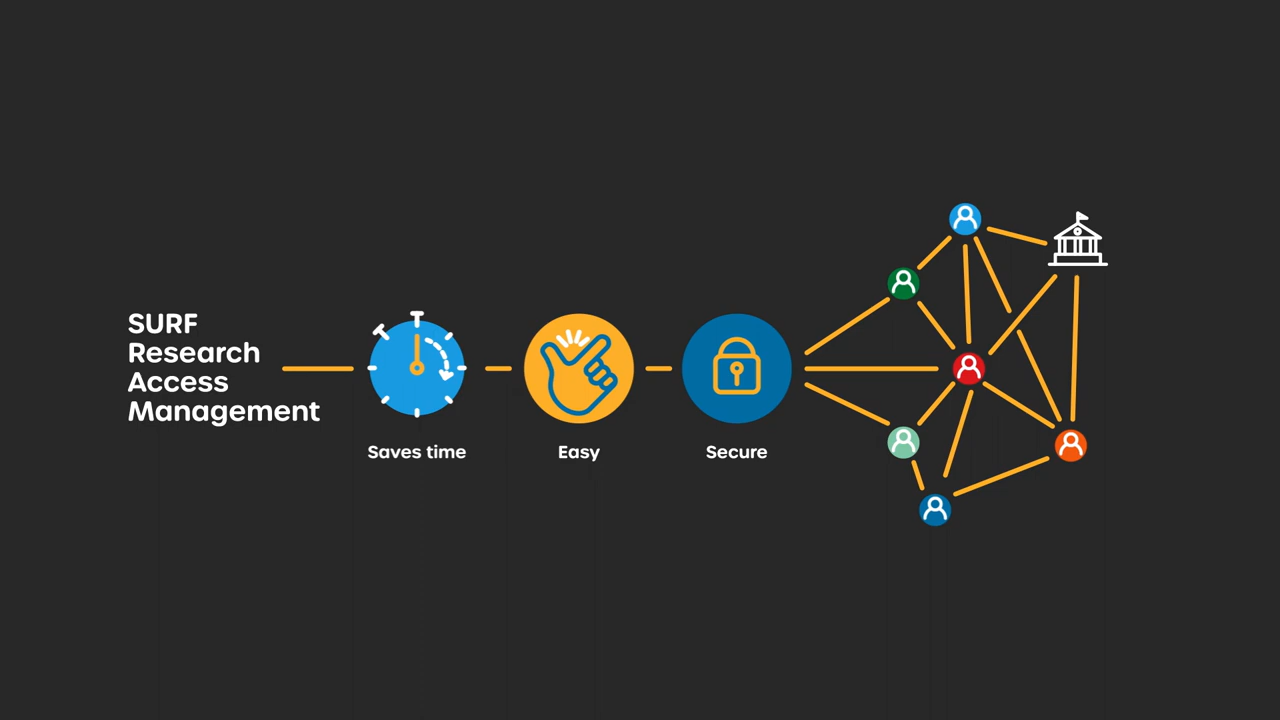 SURF
Research
Access
Management
Saves time
Easy
Secure